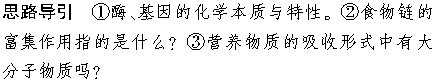 思路导引 ①酶、基因的化学本质与特性。②食物链的
富集作用指的是什么？③营养物质的吸收形式中有大
分子物质吗？